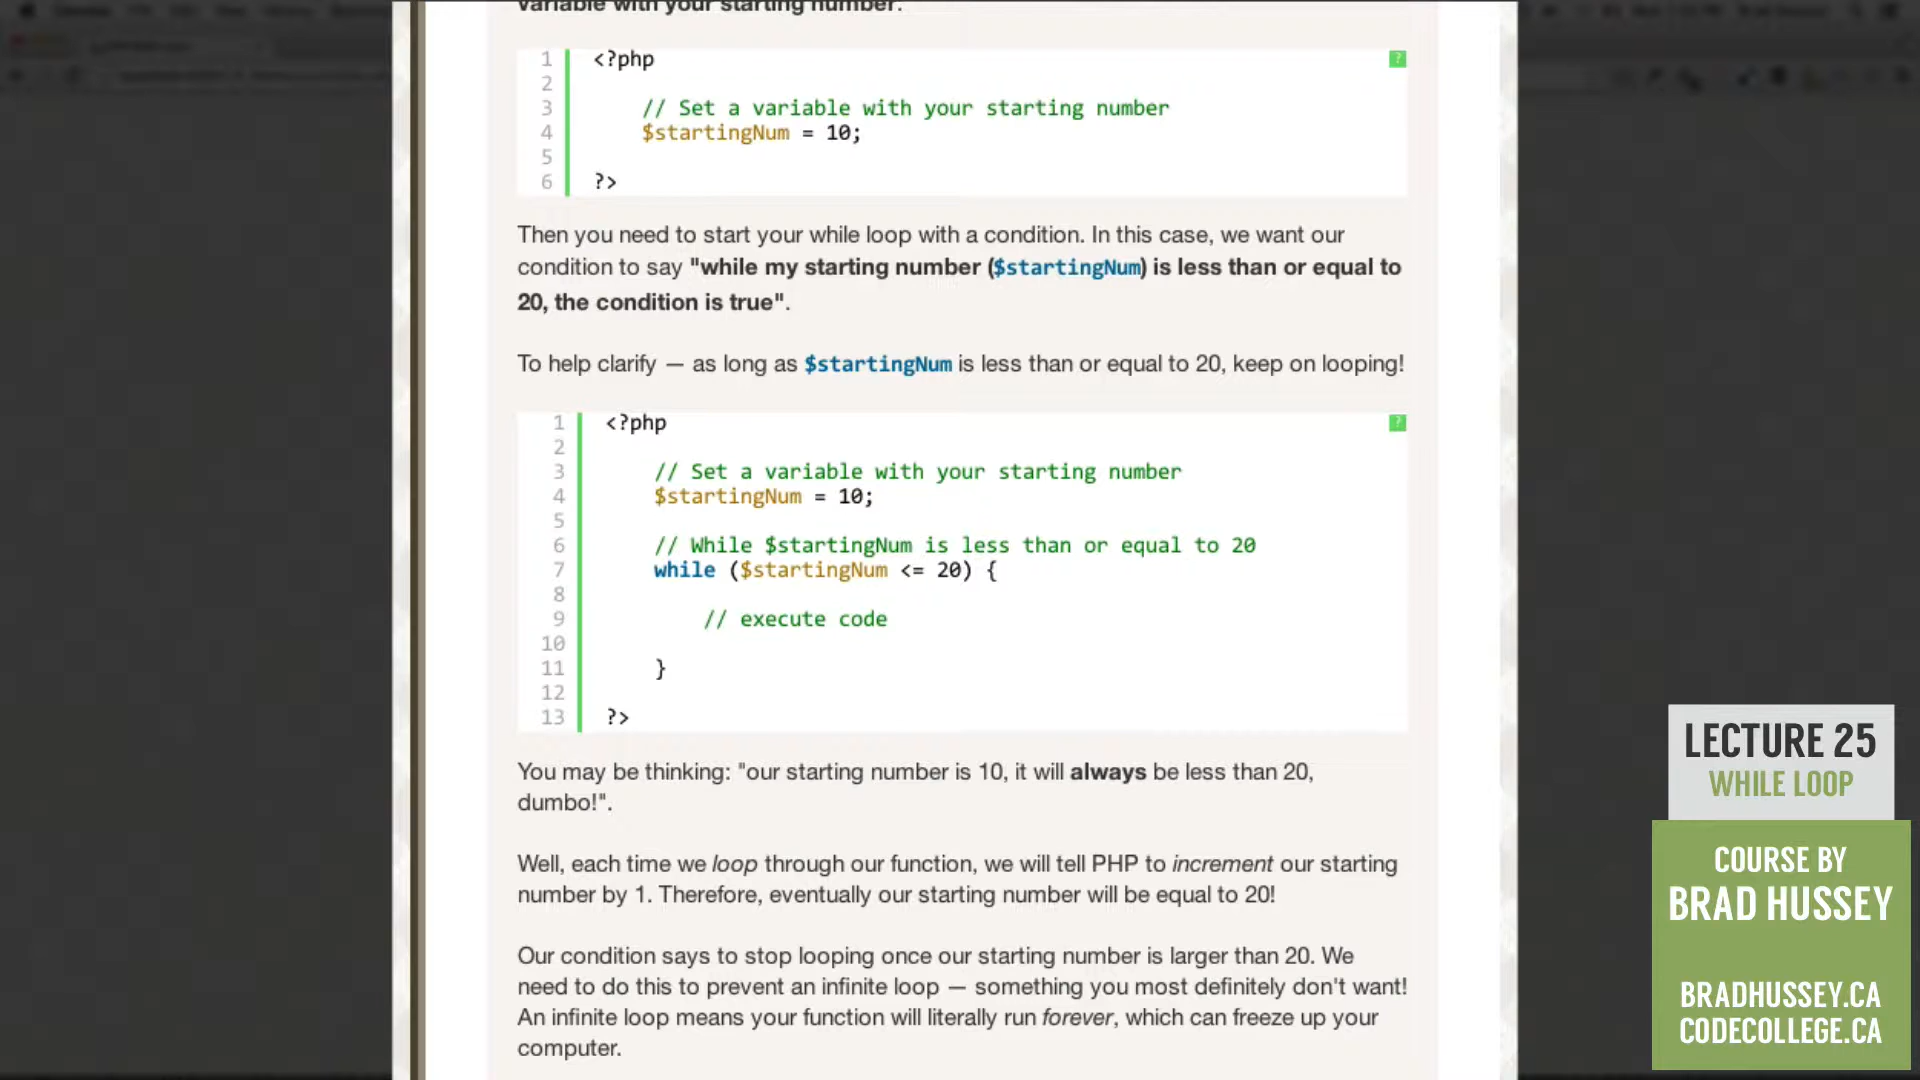 variable with your starting number.
1 <?php
2
3 // Set a variable with your starting number
4 $startingNum = 10;
5
6 ?>
Then you need to start your while loop with a condition. In this case, we want our
condition to say "while my starting number ($startingNum) is less than or equal to
20, the condition is true".
To help clarify — as long as $startingNum is less than or equal to 20, keep on looping!
1 <?php
2
3 // Set a variable with your starting number
4 $startingNum = 10;
5
6 // While $startingNum is less than or equal to 20
7 while ($startingNum <= 20) {
8
9 // execute code
10
11 }
12
13 ?>
You may be thinking: "our starting number is 10, it will always be less than 20,
dumbo!".
Well, each time we loop through our function, we will tell PHP to increment our starting
number by 1. Therefore, eventually our starting number will be equal to 20!
Our condition says to stop looping once our starting number is larger than 20. We
need to do this to prevent an infinite loop — something you most definitely don't want!
An infinite loop means your function will literally run forever, which can freeze up your
computer.
LECTURE 25
WHILE LOOP
COURSE BY
BRAD HUSSEY
BRADHUSSEY.CA
CODECOLLEGE.CA